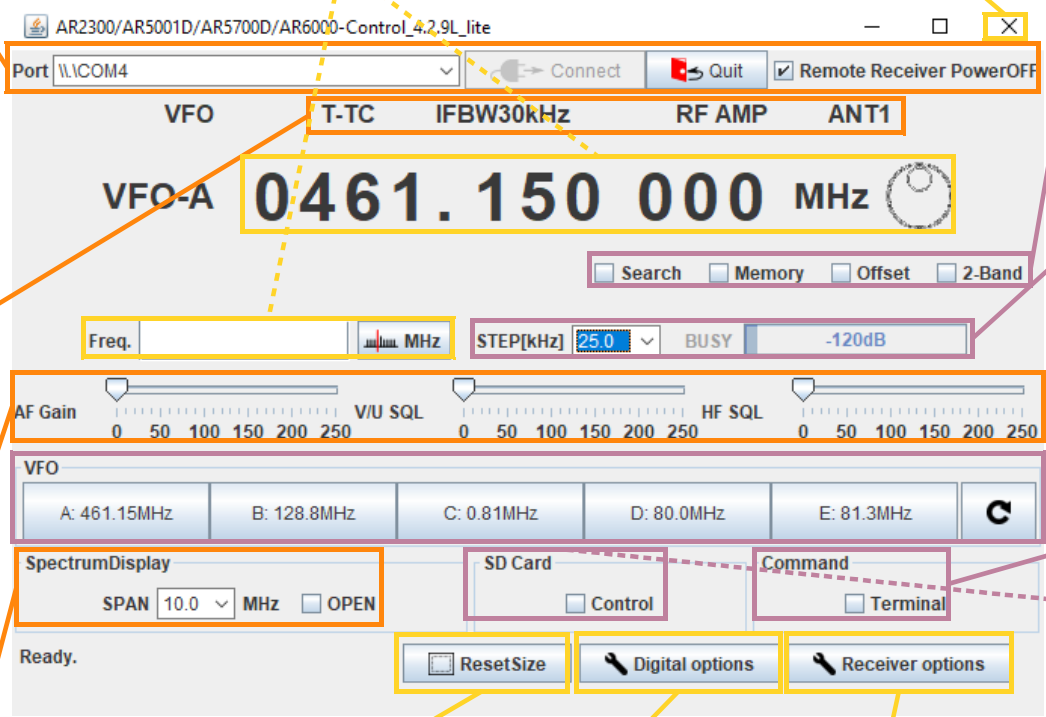 AR2300/AR5001D/AR5700D/AR6000-Control_4.2.9L_lite
Port \\.\COM4 Connect Quit Remote Receiver PowerOFF
VFO T-TC IFBW30kHz RF AMP ANT1
VFO-A 0461.150 000 MHz
Search Memory Offset 2-Band
Freq. MHz STEP[kHz] 25.0 BUSY -120dB
AF Gain V/U SQL HF SQL
0 50 100 150 200 250 0 50 100 150 200 250 0 50 100 150 200 250
VFO
A: 461.15MHz B: 128.8MHz C: 0.81MHz D: 80.0MHz E: 81.3MHz
SpectrumDisplay SD Card Command
SPAN 10.0 MHz OPEN Control Terminal
Ready. ResetSize Digital options Receiver options